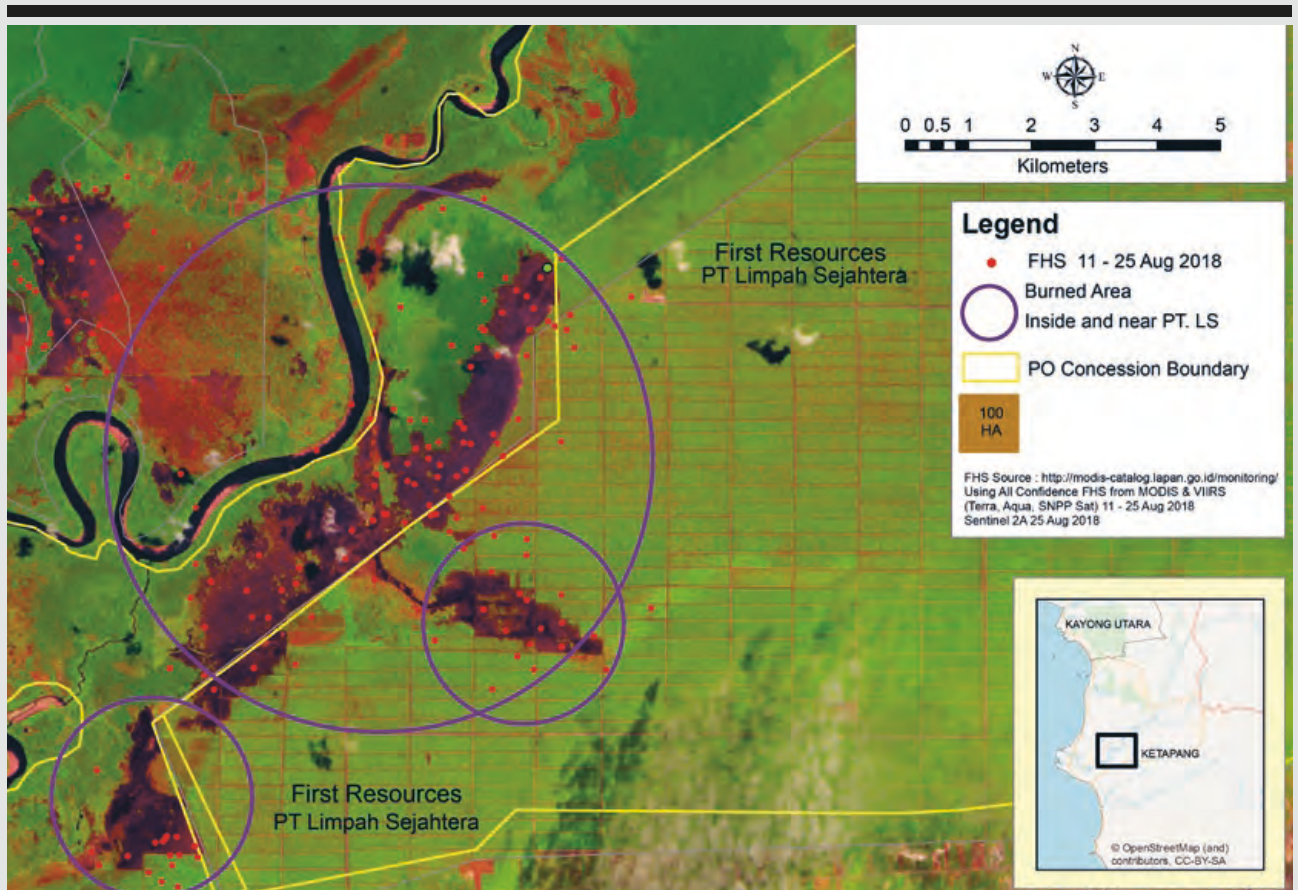 N
W E
S
0 0.5 1 2 3 4 5
Kilometers
First Resources
PT Limpah Sejahtera
Legend
FHS 11 - 25 Aug 2018
Burned Area
Inside and near PT. LS
PO Concession Boundary
100
HA
FHS Source : http://modis-catalog.lapan.go.id/monitoring/
Using All Confidence FHS from MODIS & VIIRS
(Terra, Aqua, SNPP Sat) 11 - 25 Aug 2018
Sentinel 2A 25 Aug 2018
KAYONG UTARA
KETAPANG
© OpenStreetMap (and)
contributors, CC-BY-SA
First Resources
PT Limpah Sejahtera